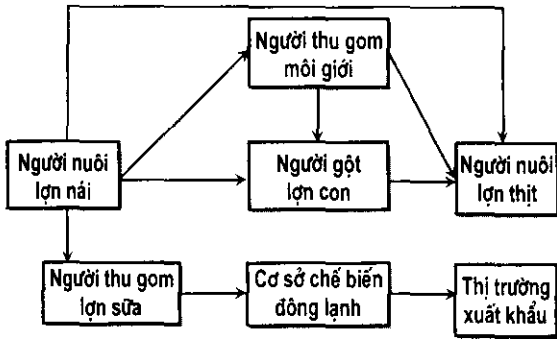 Người thu gom
môi giới
Người nuôi
lợn nái
Người gột
lợn con
Người nuôi
lợn thịt
Người thu gom
lợn sữa
Cơ sở chế biến
đông lạnh
Thị trường
xuất khẩu